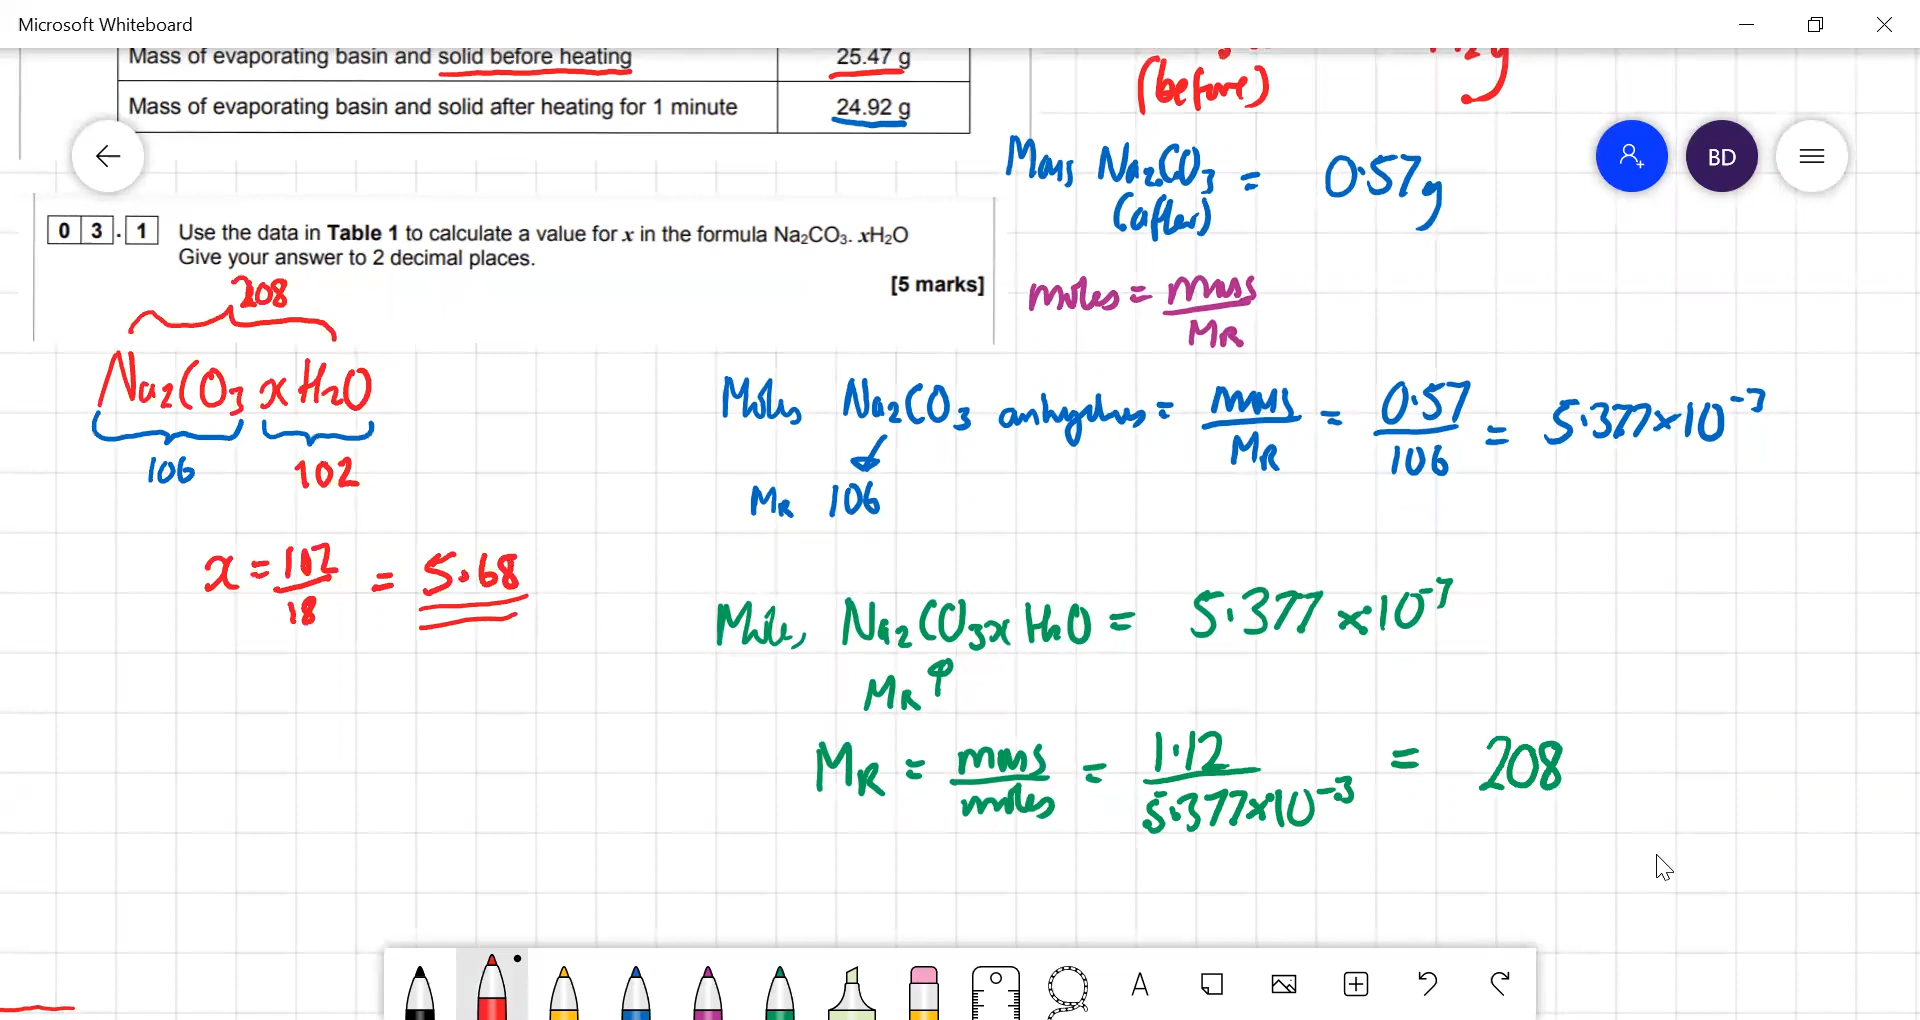 Microsoft Whiteboard
Mass of evaporating basin and solid before heating 25.47 g
Mass of evaporating basin and solid after heating for 1 minute 24.92 g
(before)
Mass Na₂CO₃ = 0.57g
(after)
BD
0 3 . 1 Use the data in Table 1 to calculate a value for x in the formula Na₂CO₃. xH₂O
Give your answer to 2 decimal places.
[5 marks]
moles = mass / MR
208
Na₂CO₃ x H₂O
106 102
x = 102 / 18 = 5.68
Moles Na₂CO₃ anhydrous = mass / MR = 0.57 / 106 = 5.377×10⁻³
MR 106
Moles Na₂CO₃ x H₂O = 5.377 ×10⁻³
MR
MR = mass / moles = 1.12 / 5.377×10⁻³ = 208
A